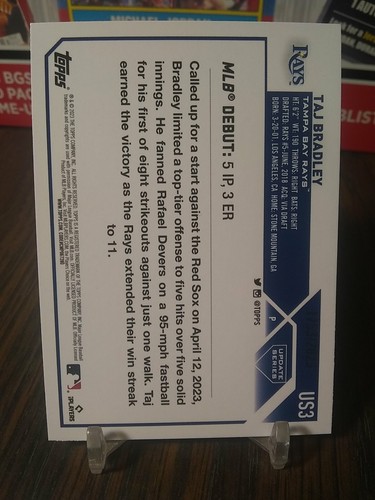 TAJ BRADLEY
TAMPA BAY RAYS
HT: 6'2" WT: 190 THROWS: RIGHT BATS: RIGHT
DRAFTED: RAYS #5-JUNE, 2018 ACQ: VIA DRAFT
BORN: 3-20-01, LOS ANGELES, CA HOME: STONE MOUNTAIN, GA
RAYS
@TOPPS
P
UPDATE
SERIES
US3
MLB® DEBUT: 5 IP, 3 ER
Called up for a start against the Red Sox on April 12, 2023,
Bradley limited a top-tier offense to five hits over five solid
innings. He fanned Rafael Devers on a 95-mph fastball
for his first of eight strikeouts against just one walk. Taj
earned the victory as the Rays extended their win streak
to 11.
Topps
PLAYERS
MICHAEL JORDAN
BGS